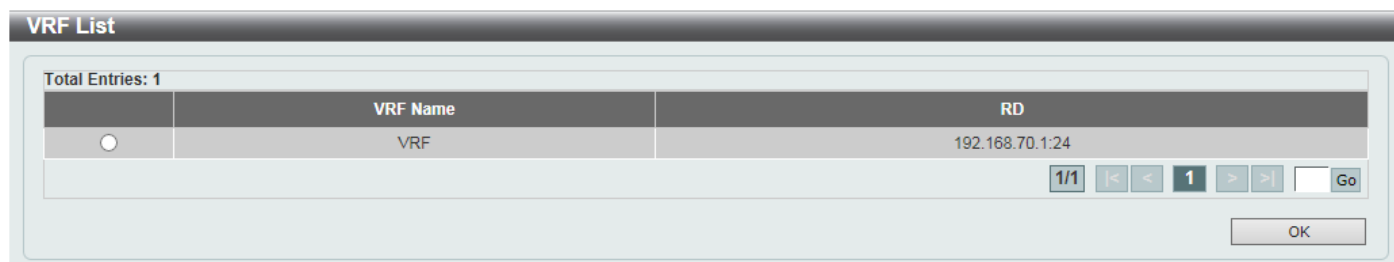 VRF List
Total Entries: 1
VRF Name RD
VRF 192.168.70.1:24
1/1 |< < 1 > >| Go
OK